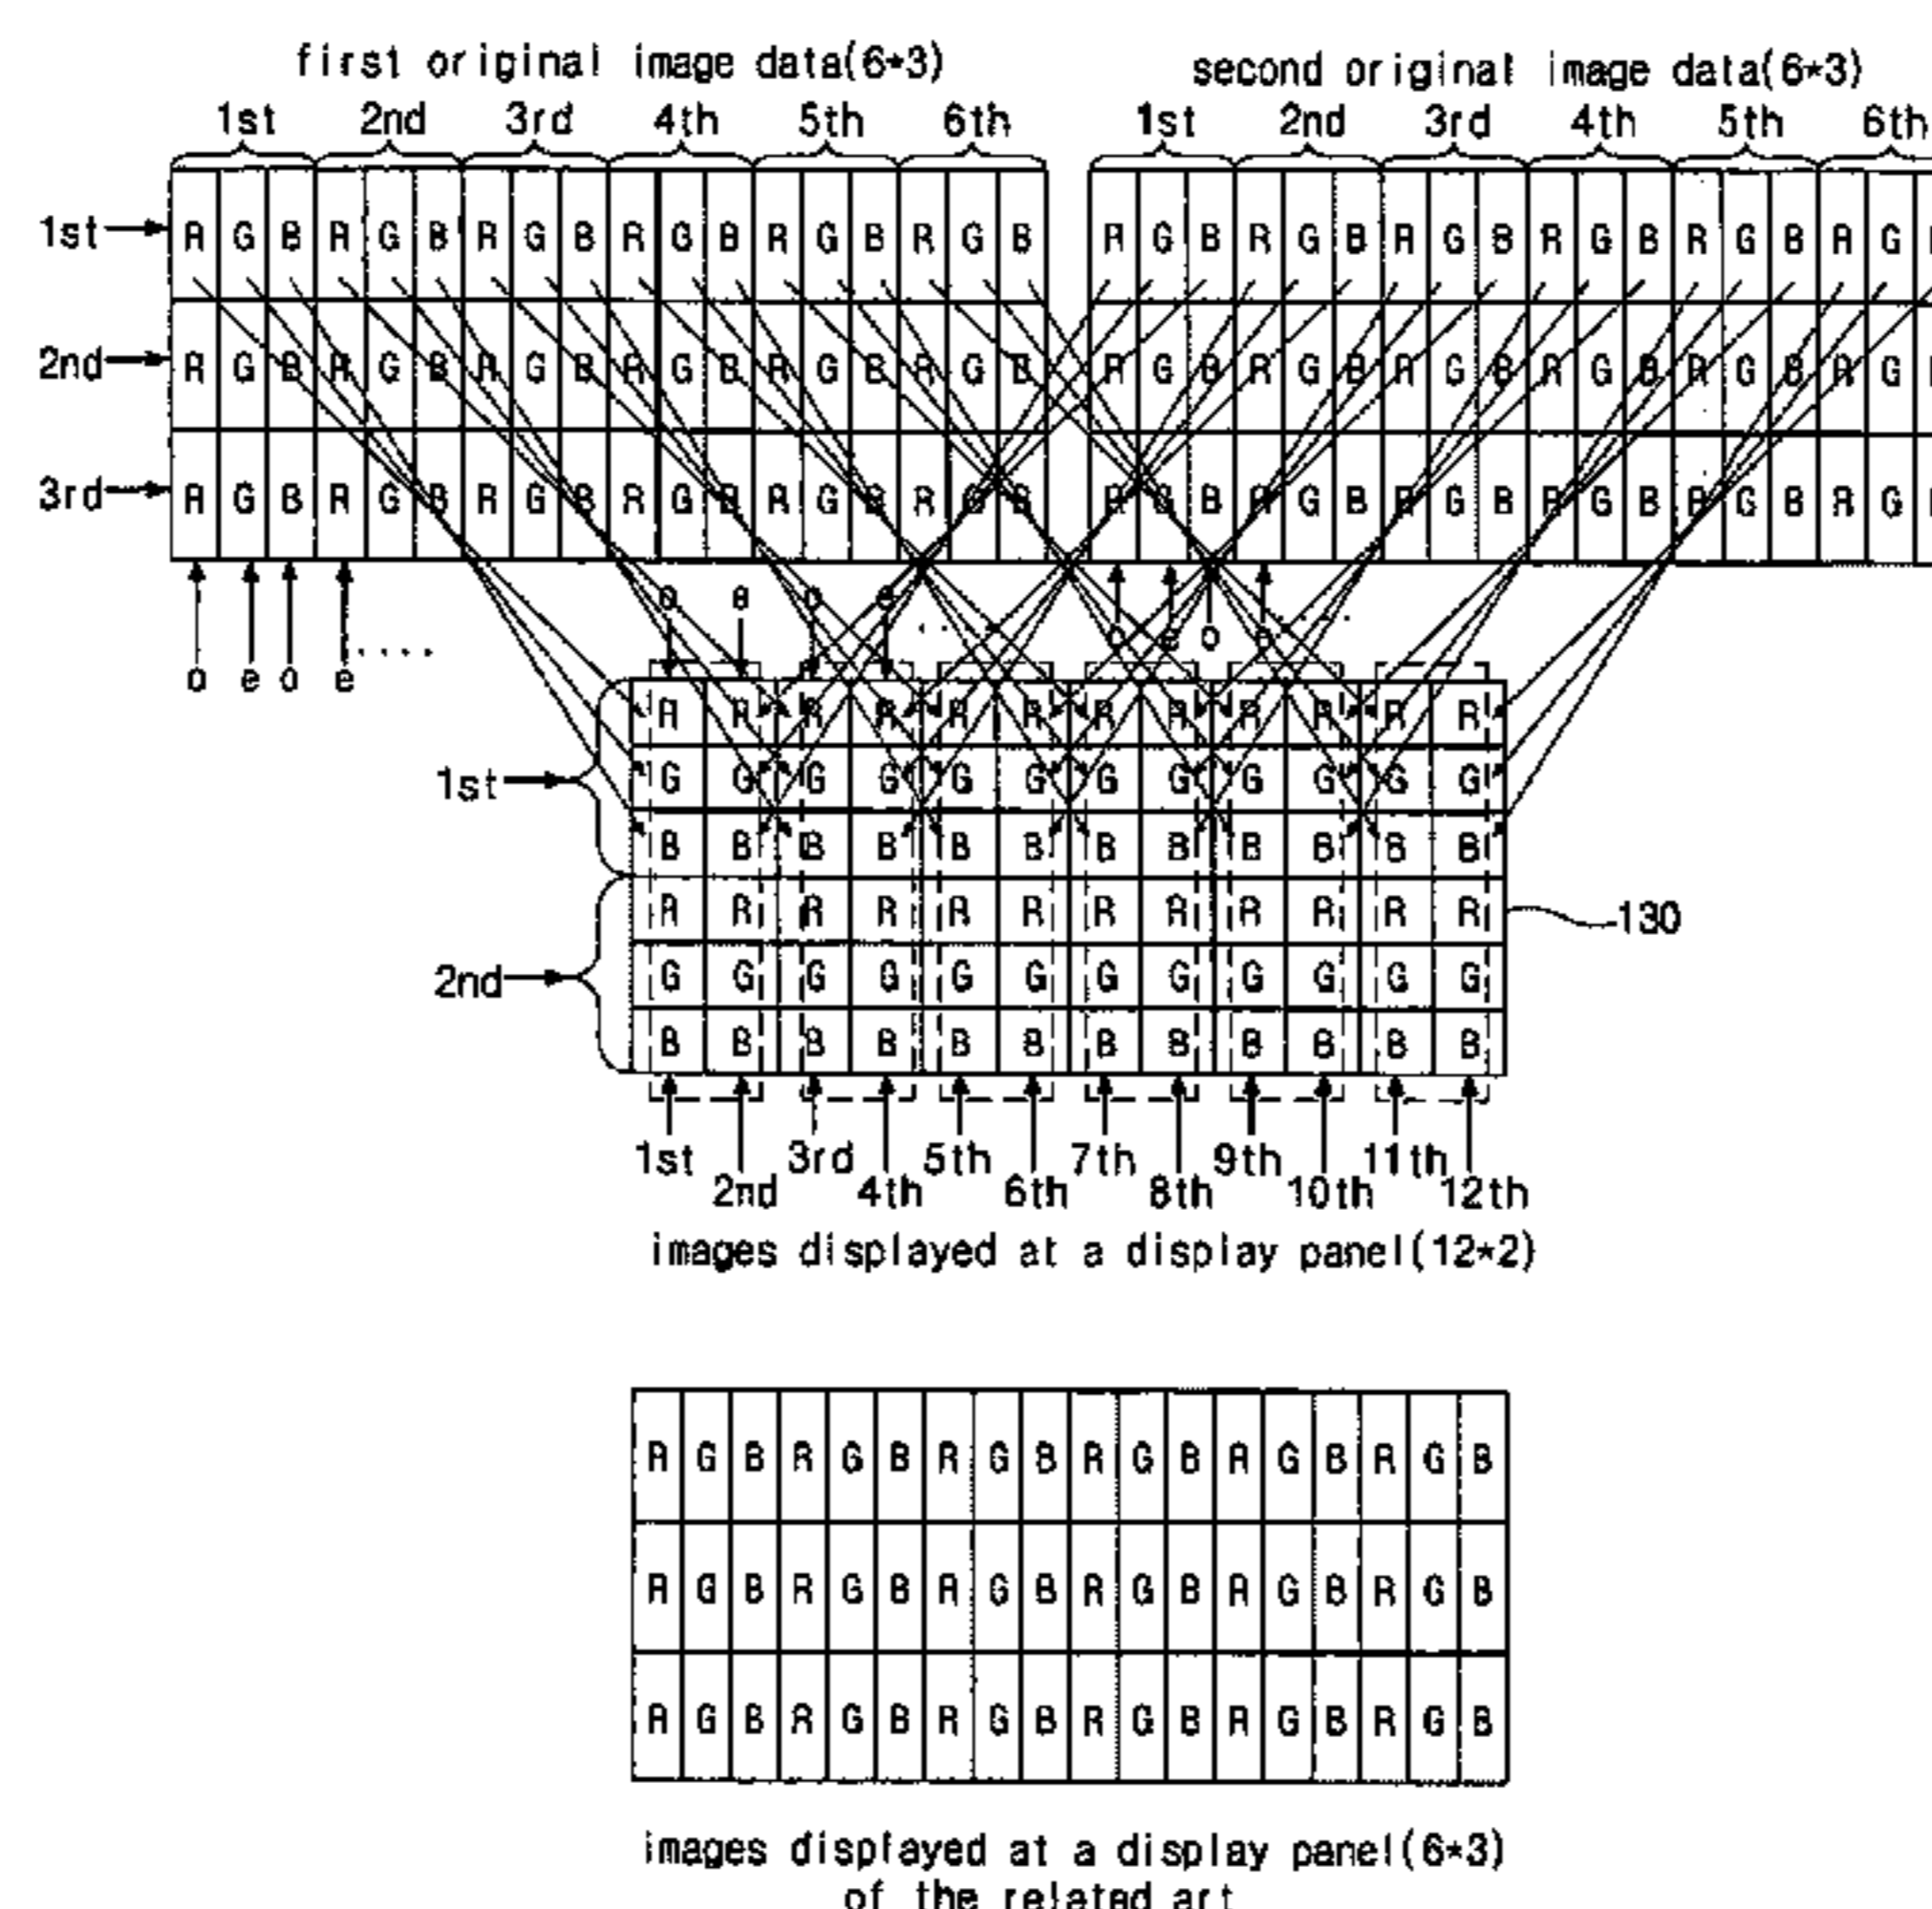 first original image data(6*3) second original image data(6*3)
1st 2nd 3rd 4th 5th 6th 1st 2nd 3rd 4th 5th 6th
1st R G B R G B R G B R G B R G B R G B R G B R G B R G B R G B R G B R G
2nd R G B R G B R G B R G B R G B R G B R G B R G B R G B R G B R G B R G
3rd R G B R G B R G B R G B R G B R G B R G B R G B R G B R G B R G B R G
o e o e
o e o e .... o e o e
R R R R R R R R R R R R
1st G G G G G G G G G G G G
B B B B B B B B B B B B
R R R R R R R R R R R R 130
2nd G G G G G G G G G G G G
B B B B B B B B B B B B
1st 3rd 5th 7th 9th 11th
2nd 4th 6th 8th 10th 12th
images displayed at a display panel(12*2)
R G B R G B R G B R G B R G B R G B
R G B R G B R G B R G B R G B R G B
R G B R G B R G B R G B R G B R G B
images displayed at a display panel(6*3)
of the related art